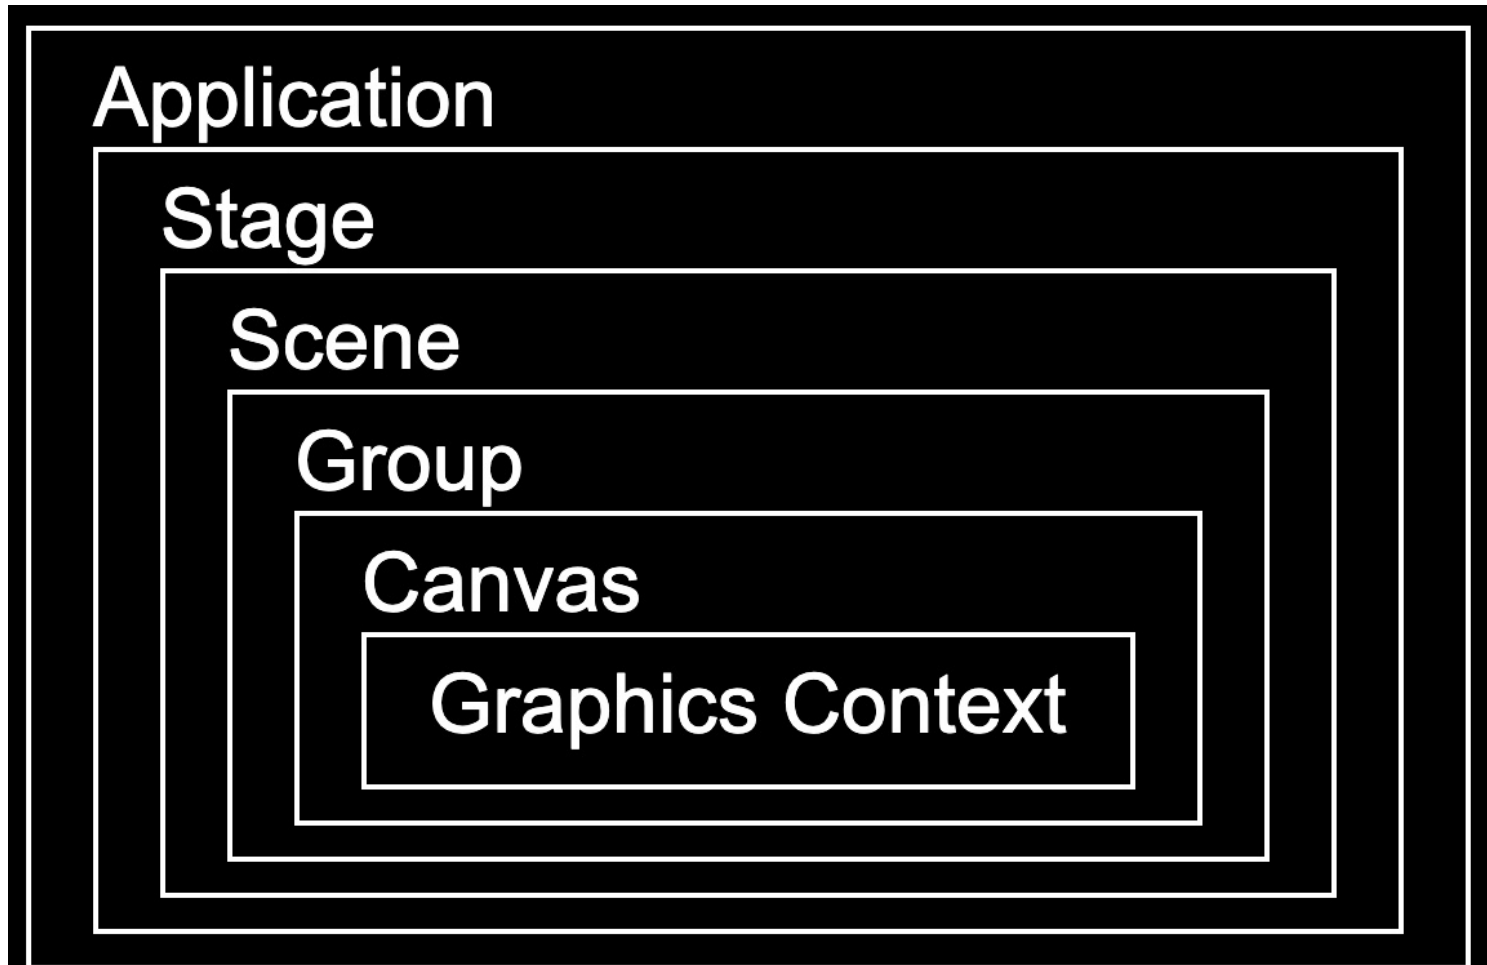 Application
Stage
Scene
Group
Canvas
Graphics Context